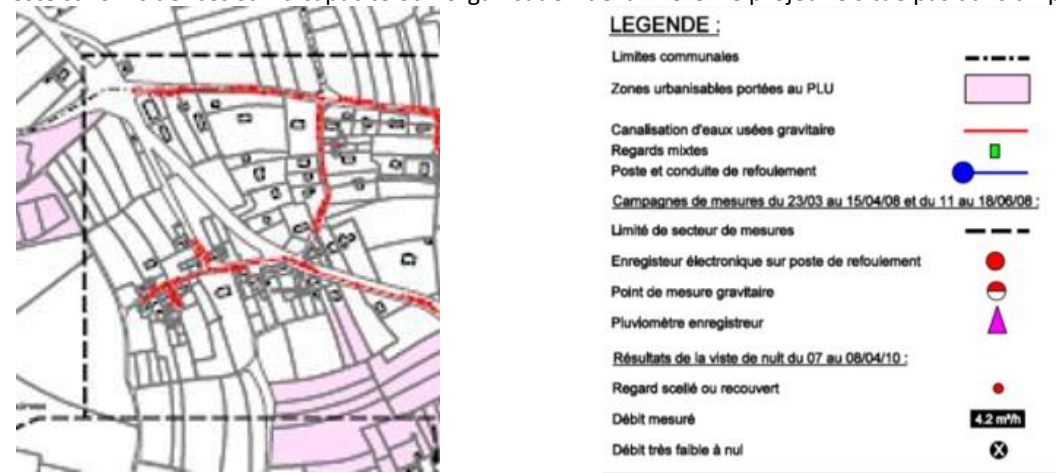 LEGENDE :
Limites communales
Zones urbanisables portées au PLU
Canalisation d'eaux usées gravitaire
Regards mixtes
Poste et conduite de refoulement
Campagnes de mesures du 23/03 au 15/04/08 et du 11 au 18/06/08 :
Limité de secteur de mesures
Enregisteur électronique sur poste de refoulement
Point de mesure gravitaire
Pluviomètre enregistreur
Résultats de la viste de nuit du 07 au 08/04/10 :
Regard scellé ou recouvert
Débit mesuré 4.2 m³/h
Débit très faible à nul